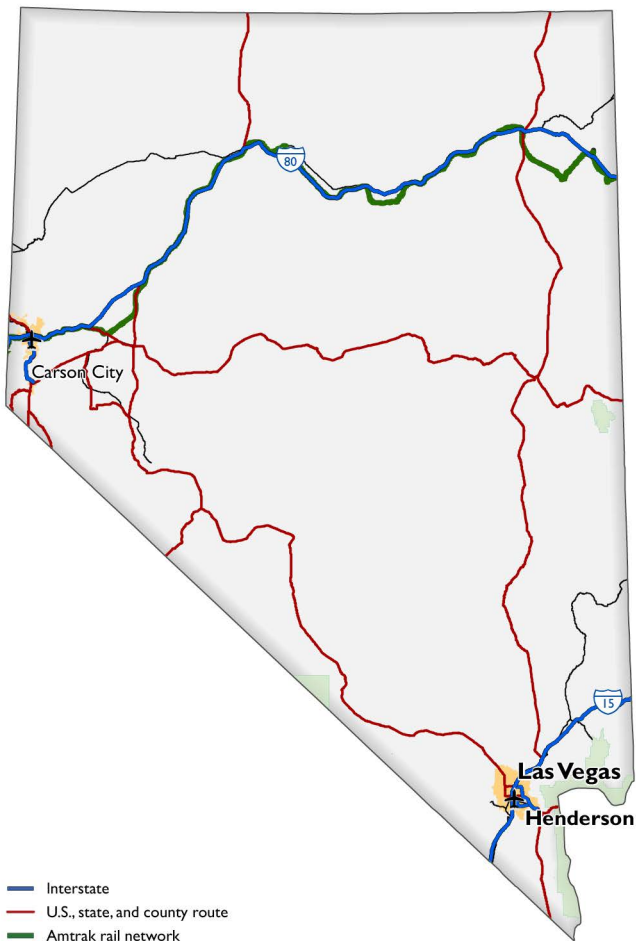 80
Carson City
15
Las Vegas
Henderson
Interstate
U.S., state, and county route
Amtrak rail network